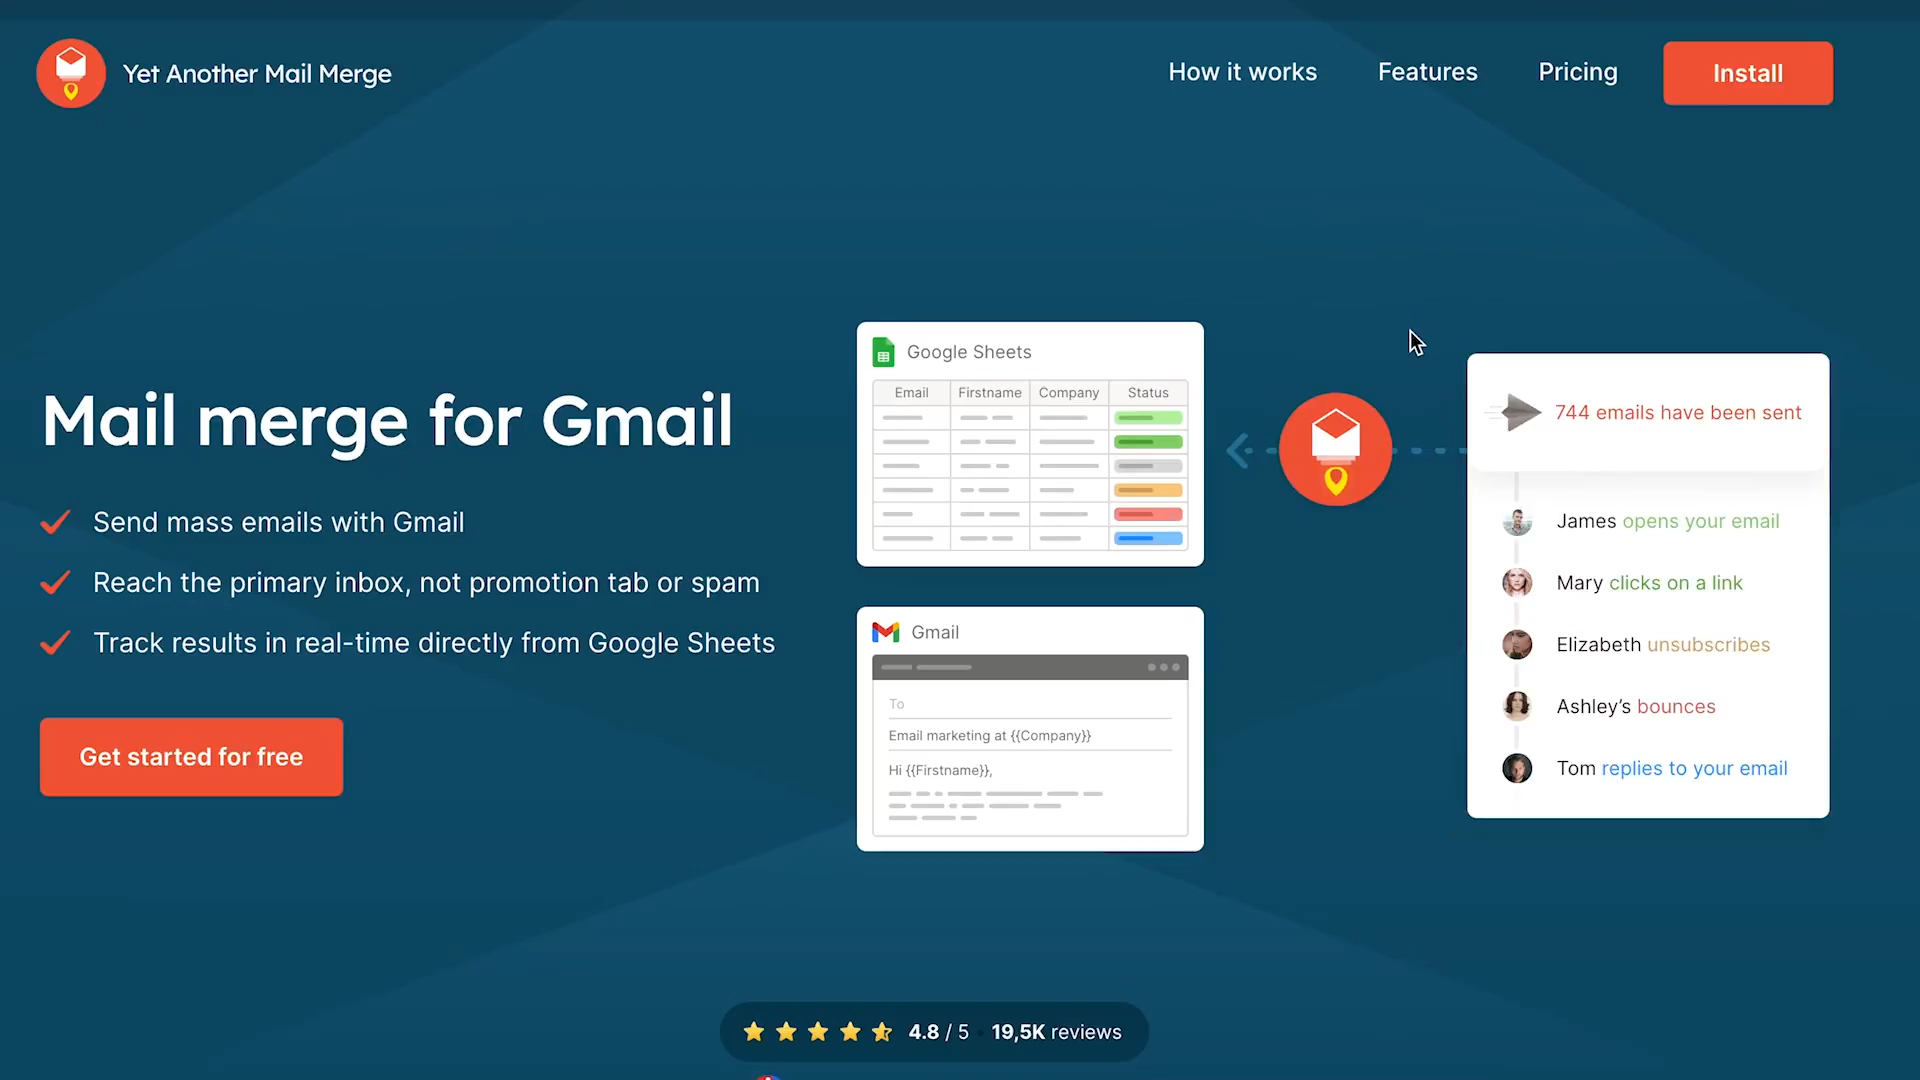 Yet Another Mail Merge
How it works
Features
Pricing
Install
Mail merge for Gmail
Send mass emails with Gmail
Reach the primary inbox, not promotion tab or spam
Track results in real-time directly from Google Sheets
Get started for free
Google Sheets
Email Firstname Company Status
Gmail
To
Email marketing at {{Company}}
Hi {{Firstname}},
744 emails have been sent
James opens your email
Mary clicks on a link
Elizabeth unsubscribes
Ashley’s bounces
Tom replies to your email
4.8 / 5 · 19,5K reviews